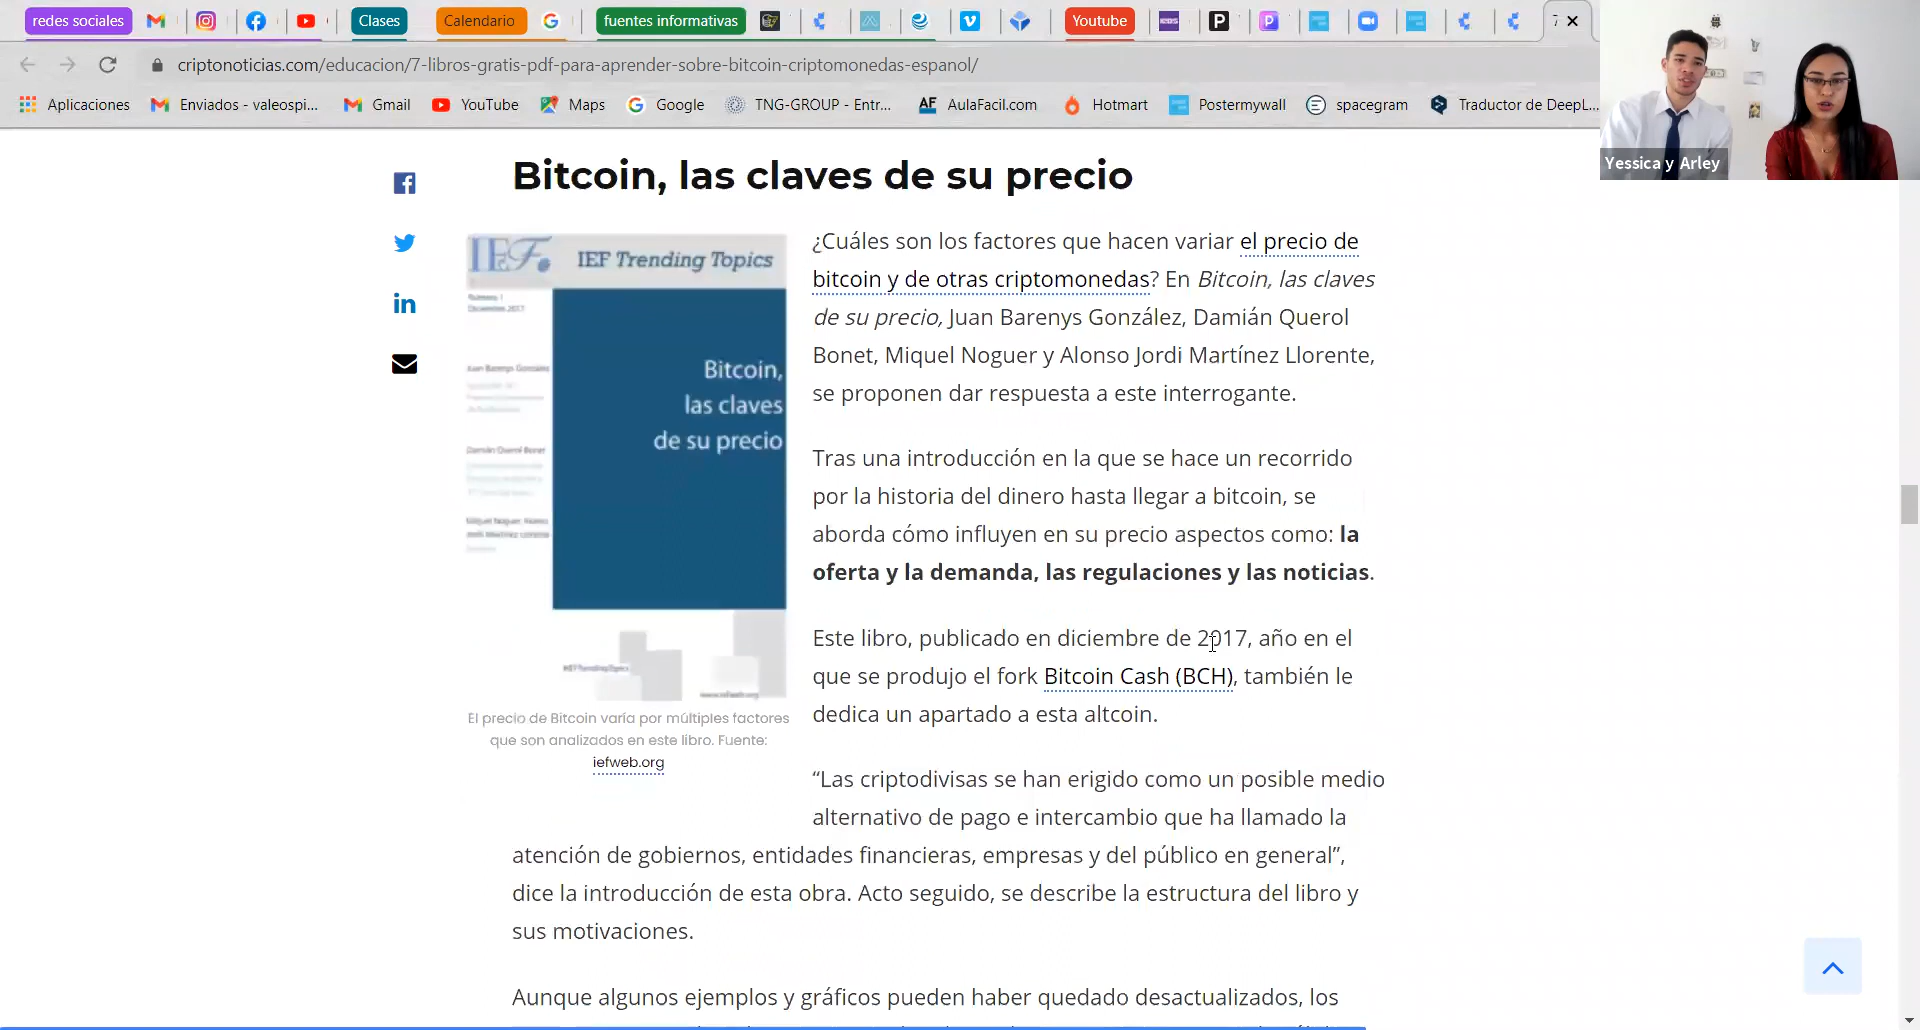 redes sociales
Clases
Calendario
fuentes informativas
Youtube
criptonoticias.com/educacion/7-libros-gratis-pdf-para-aprender-sobre-bitcoin-criptomonedas-espanol/
Aplicaciones
Enviados - valeospi...
Gmail
YouTube
Maps
Google
TNG-GROUP - Entr...
AulaFacil.com
Hotmart
Postermywall
spacegram
Traductor de DeepL...
Yessica y Arley
Bitcoin, las claves de su precio
IEF Trending Topics
Bitcoin,
las claves
de su precio
El precio de Bitcoin varía por múltiples factores
que son analizados en este libro. Fuente:
iefweb.org
¿Cuáles son los factores que hacen variar el precio de
bitcoin y de otras criptomonedas? En Bitcoin, las claves
de su precio, Juan Barenys González, Damián Querol
Bonet, Miquel Noguer y Alonso Jordi Martínez Llorente,
se proponen dar respuesta a este interrogante.
Tras una introducción en la que se hace un recorrido
por la historia del dinero hasta llegar a bitcoin, se
aborda cómo influyen en su precio aspectos como: la
oferta y la demanda, las regulaciones y las noticias.
Este libro, publicado en diciembre de 2017, año en el
que se produjo el fork Bitcoin Cash (BCH), también le
dedica un apartado a esta altcoin.
“Las criptodivisas se han erigido como un posible medio
alternativo de pago e intercambio que ha llamado la
atención de gobiernos, entidades financieras, empresas y del público en general”,
dice la introducción de esta obra. Acto seguido, se describe la estructura del libro y
sus motivaciones.
Aunque algunos ejemplos y gráficos pueden haber quedado desactualizados, los